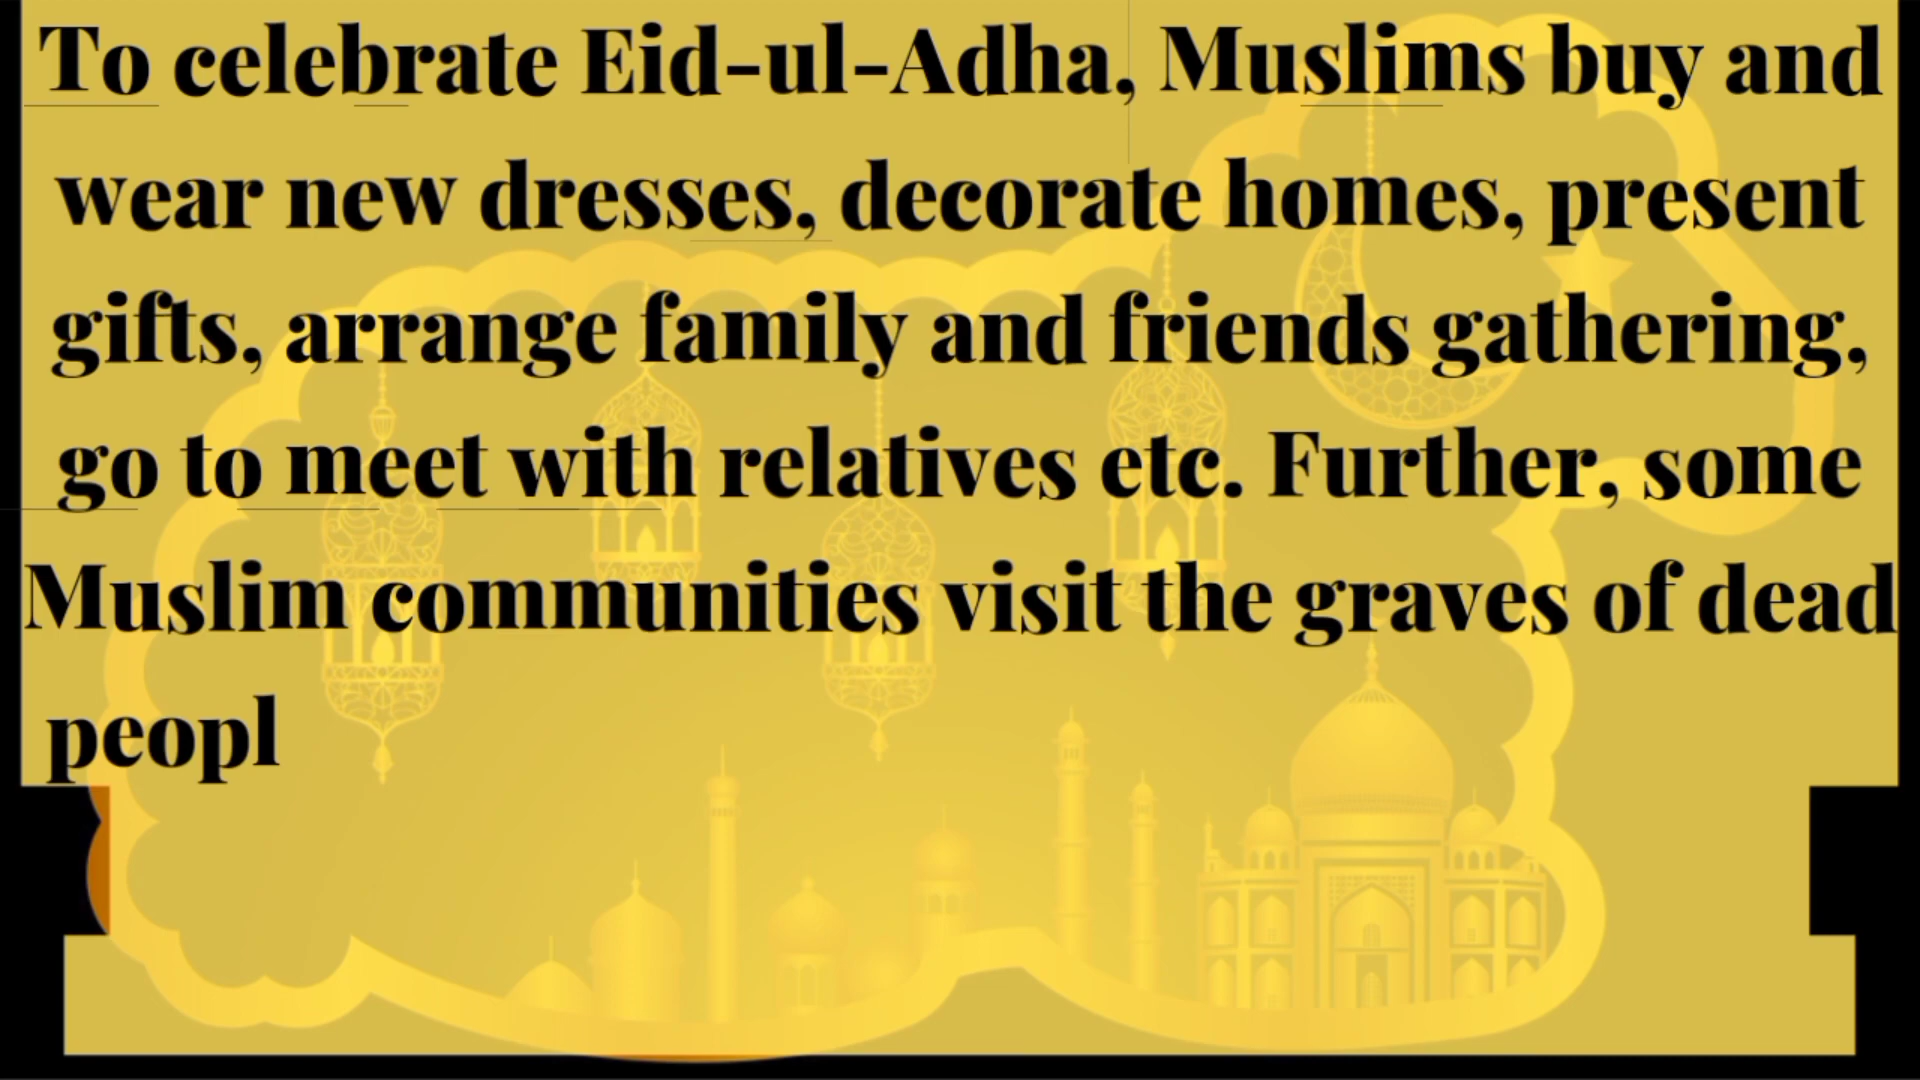 To celebrate Eid-ul-Adha, Muslims buy and
wear new dresses, decorate homes, present
gifts, arrange family and friends gathering,
go to meet with relatives etc. Further, some
Muslim communities visit the graves of dead
peopl